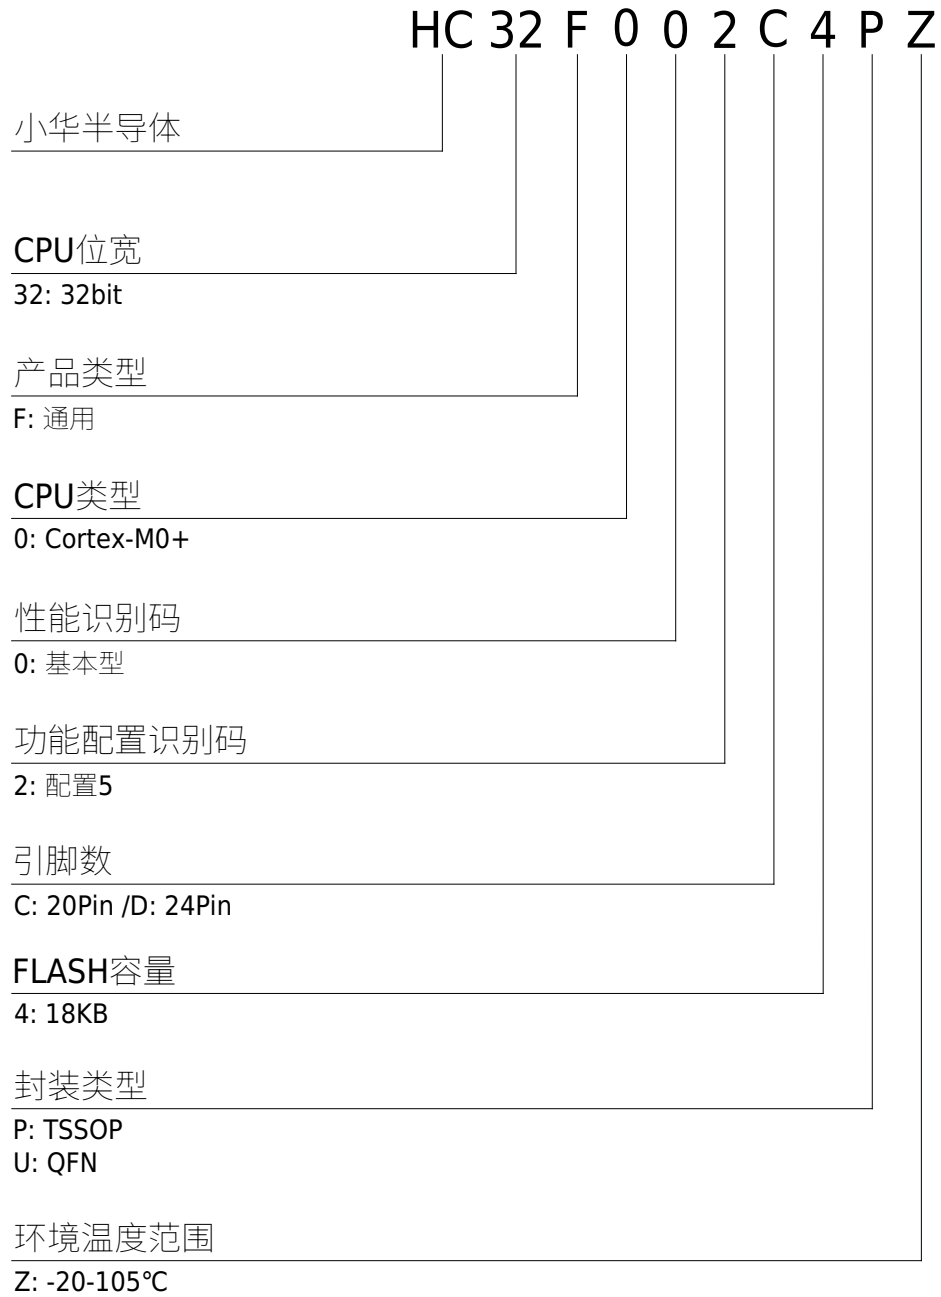 HC 32 F 0 0 2 C 4 P Z
小华半导体
CPU位宽
32: 32bit
产品类型
F: 通用
CPU类型
0: Cortex-M0+
性能识别码
0: 基本型
功能配置识别码
2: 配置5
引脚数
C: 20Pin /D: 24Pin
FLASH容量
4: 18KB
封装类型
P: TSSOP
U: QFN
环境温度范围
Z: -20-105℃